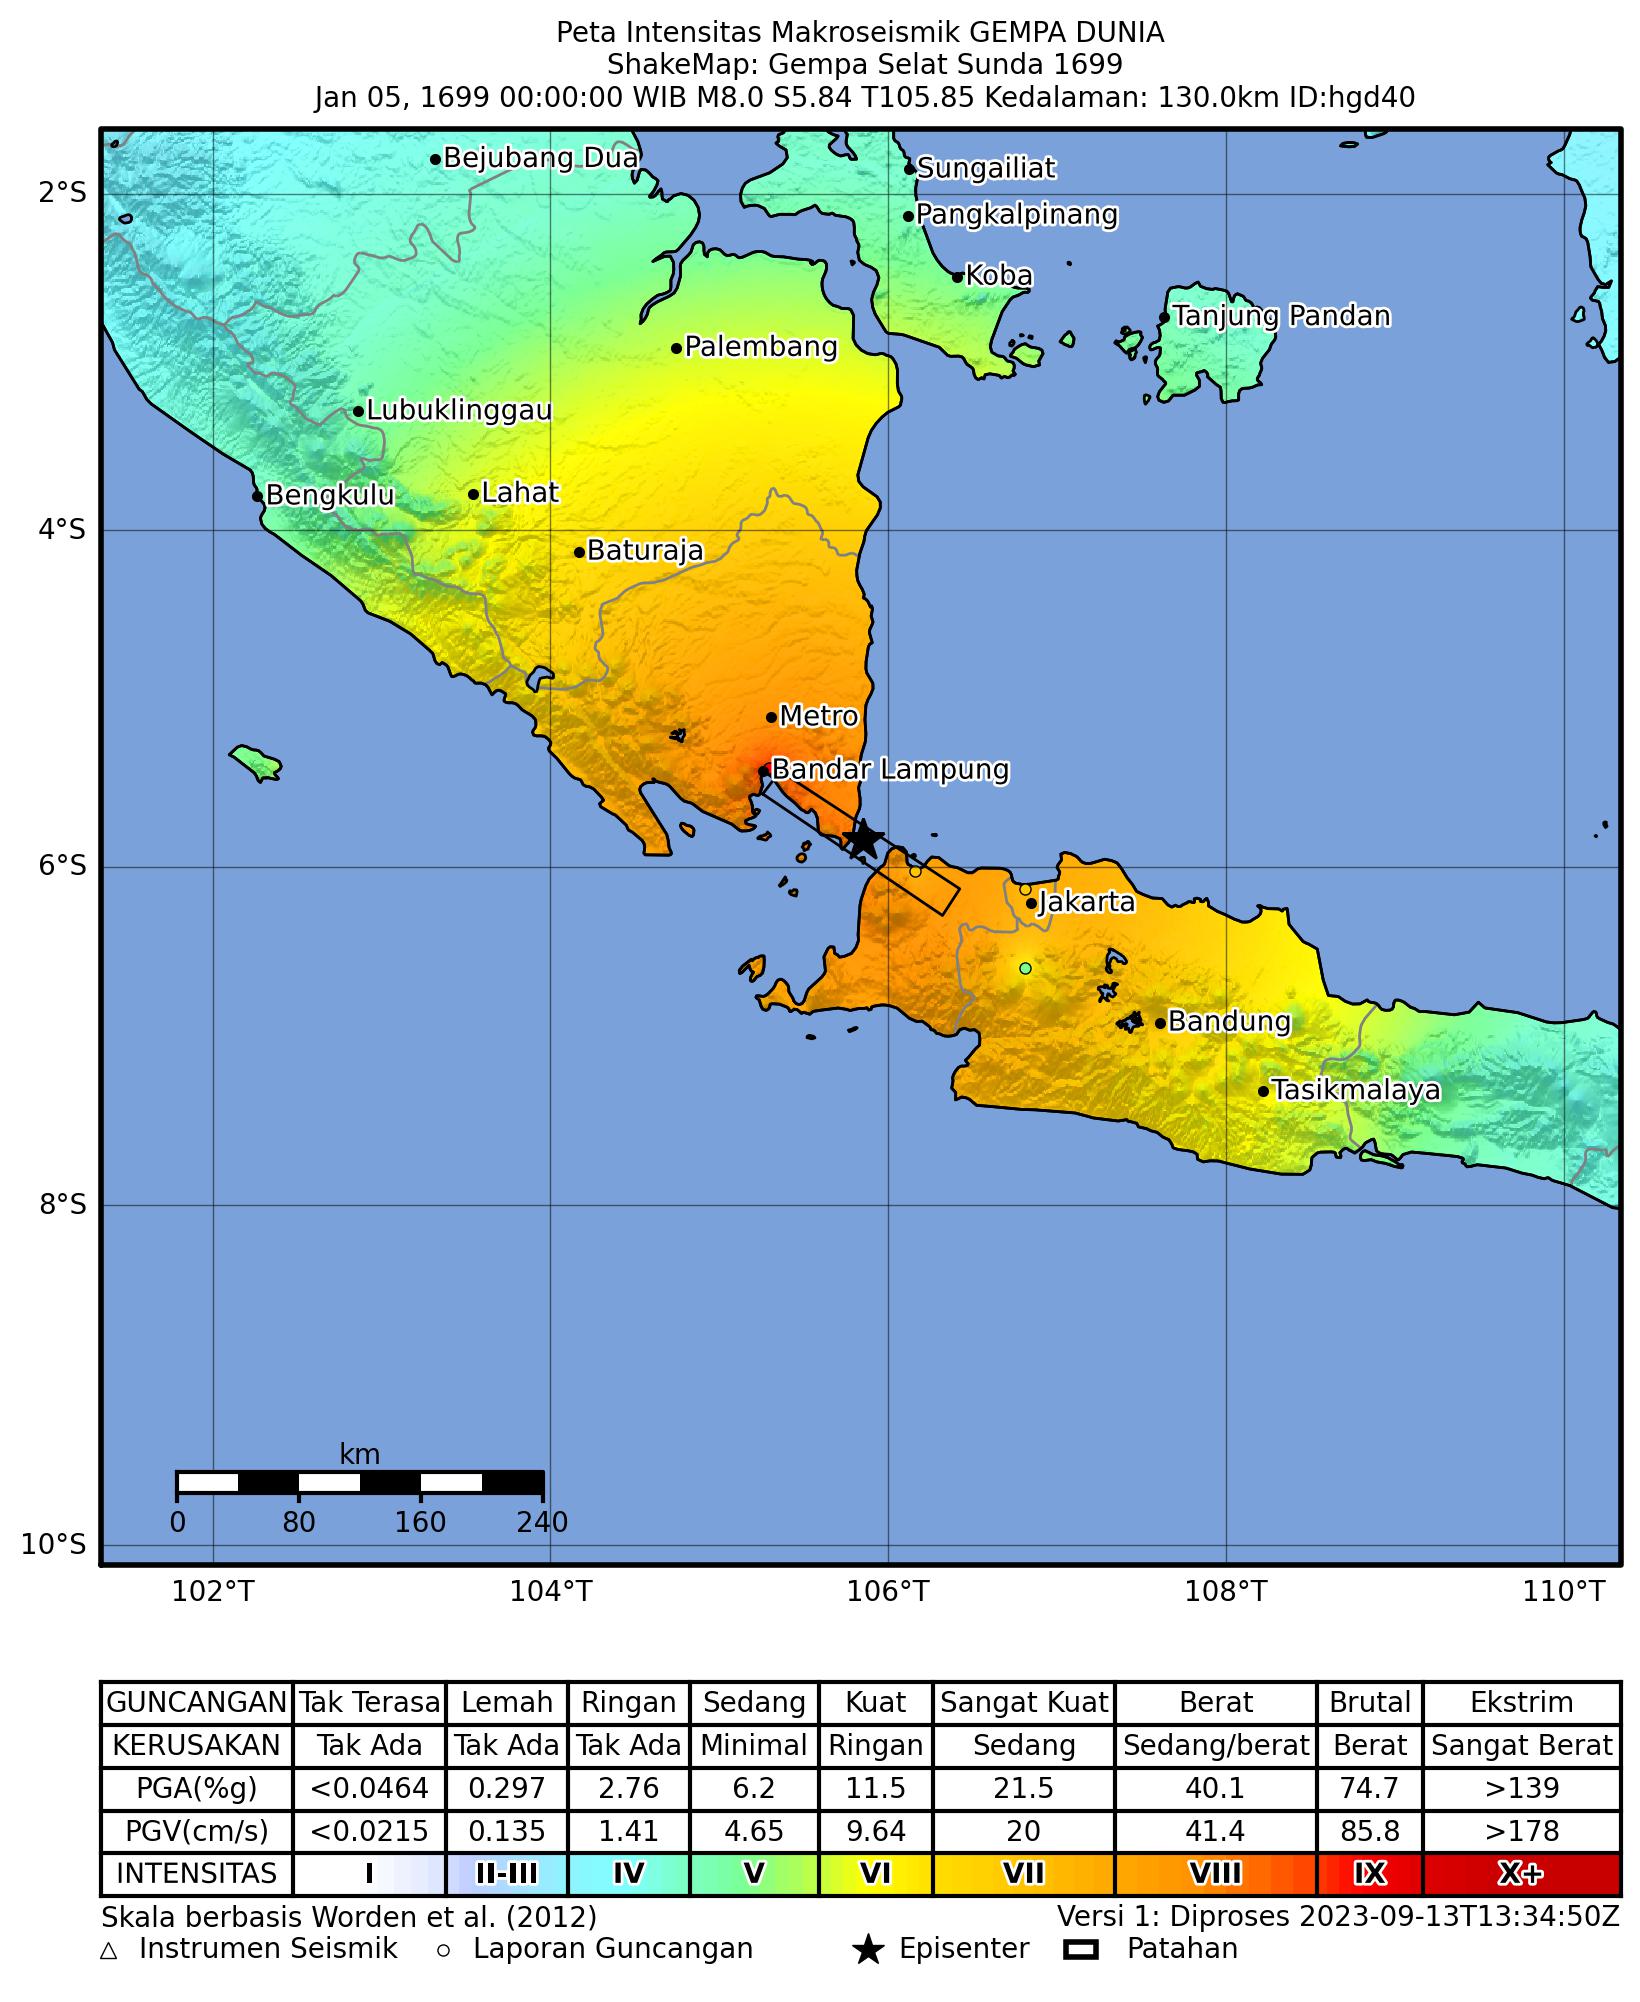 Peta Intensitas Makroseismik GEMPA DUNIA
ShakeMap: Gempa Selat Sunda 1699
Jan 05, 1699 00:00:00 WIB M8.0 S5.84 T105.85 Kedalaman: 130.0km ID:hgd40
Bejubang Dua
Sungailiat
2°S
Pangkalpinang
Koba
Tanjung Pandan
Palembang
Lubuklinggau
Bengkulu
Lahat
4°S
Baturaja
Metro
Bandar Lampung
6°S
Jakarta
Bandung
Tasikmalaya
8°S
km
0 80 160 240
10°S
102°T 104°T 106°T 108°T 110°T
GUNCANGAN Tak Terasa Lemah Ringan Sedang Kuat Sangat Kuat Berat Brutal Ekstrim
KERUSAKAN Tak Ada Tak Ada Tak Ada Minimal Ringan Sedang Sedang/berat Berat Sangat Berat
PGA(%g) <0.0464 0.297 2.76 6.2 11.5 21.5 40.1 74.7 >139
PGV(cm/s) <0.0215 0.135 1.41 4.65 9.64 20 41.4 85.8 >178
INTENSITAS I II-III IV V VI VII VIII IX X+
Skala berbasis Worden et al. (2012) Versi 1: Diproses 2023-09-13T13:34:50Z
Instrumen Seismik Laporan Guncangan Episenter Patahan